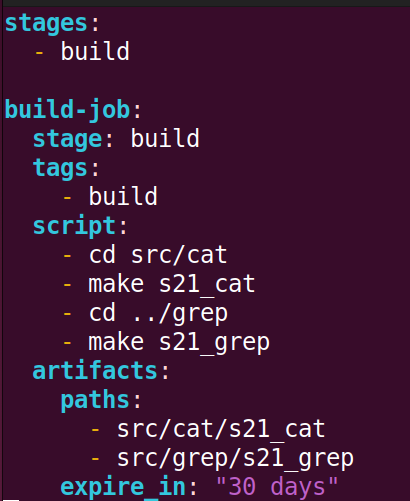 stages:
  - build

build-job:
  stage: build
  tags:
    - build
  script:
    - cd src/cat
    - make s21_cat
    - cd ../grep
    - make s21_grep
  artifacts:
    paths:
      - src/cat/s21_cat
      - src/grep/s21_grep
    expire_in: "30 days"